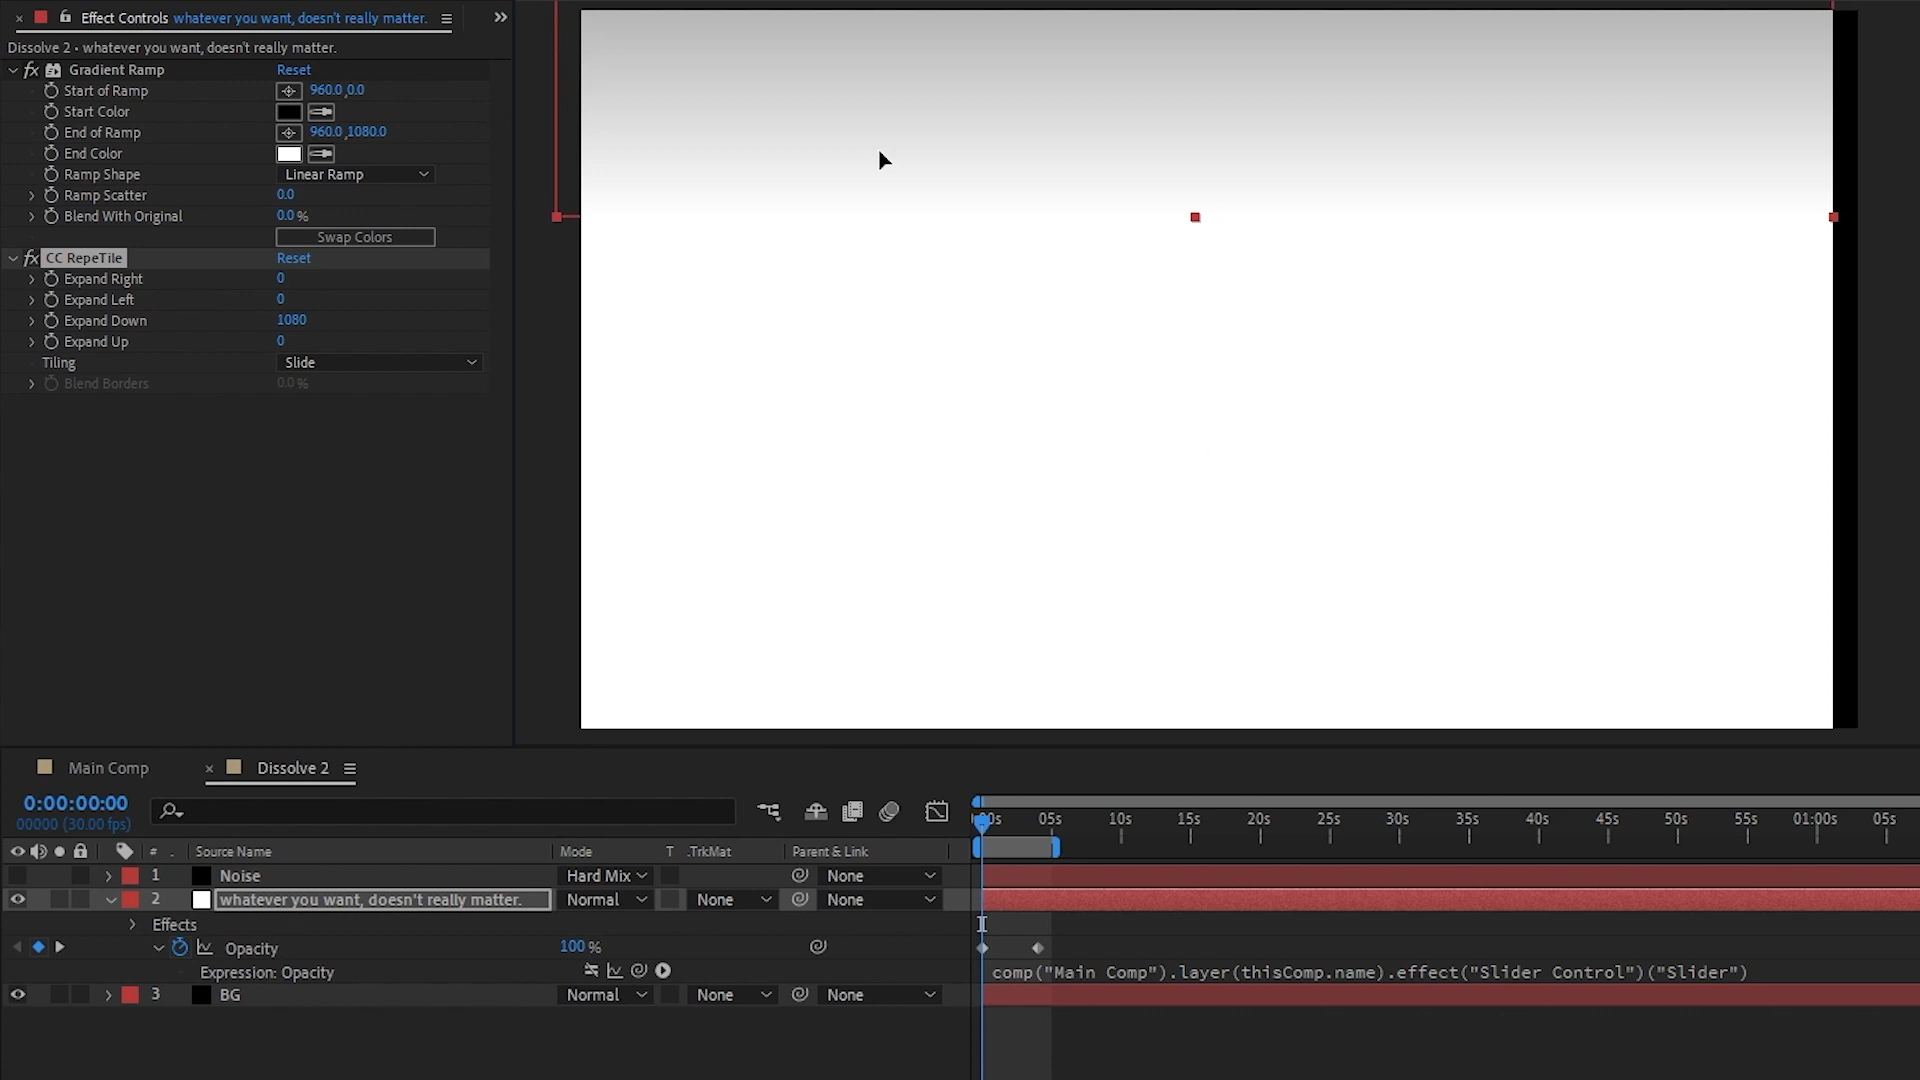 Effect Controls whatever you want, doesn't really matter.
Dissolve 2 • whatever you want, doesn't really matter.
fx Gradient Ramp Reset
Start of Ramp 960.0,0.0
Start Color
End of Ramp 960.0,1080.0
End Color
Ramp Shape Linear Ramp
Ramp Scatter 0.0
Blend With Original 0.0 %
Swap Colors
fx CC RepeTile Reset
Expand Right 0
Expand Left 0
Expand Down 1080
Expand Up 0
Tiling Slide
Blend Borders 0.0 %
Main Comp Dissolve 2
0:00:00:00
00000 (30.00 fps)
05s 10s 15s 20s 25s 30s 35s 40s 45s 50s 55s 01:00s 05s
# . Source Name Mode T .TrkMat Parent & Link
1 Noise Hard Mix None
2 whatever you want, doesn't really matter. Normal None None
Effects
Opacity 100 %
Expression: Opacity comp("Main Comp").layer(thisComp.name).effect("Slider Control")("Slider")
3 BG Normal None None